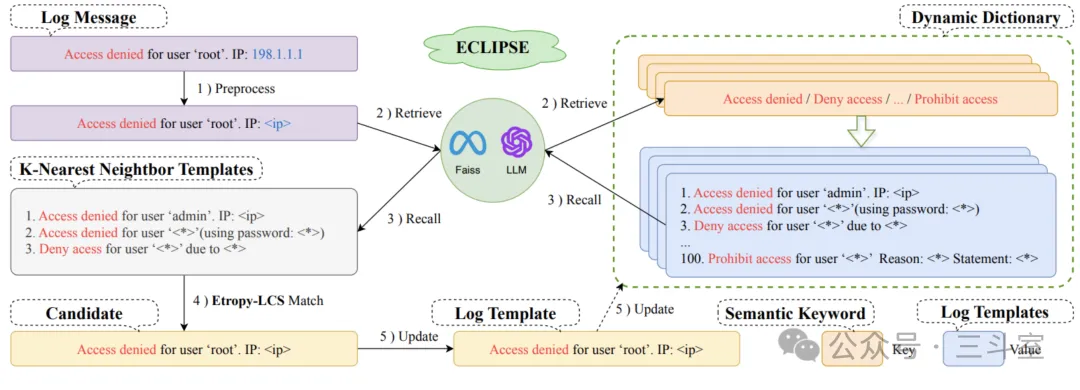 Log Message
Access denied for user ‘root’. IP: 198.1.1.1
1 ) Preprocess
Access denied for user ‘root’. IP: <ip>
2 ) Retrieve
ECLIPSE
Faiss
LLM
2 ) Retrieve
3 ) Recall
3 ) Recall
Dynamic Dictionary
Access denied / Deny access / ... / Prohibit access
1. Access denied for user ‘admin’. IP: <ip>
2. Access denied for user ‘<*>’(using password: <*>)
3. Deny access for user ‘<*>’ due to <*>
...
100. Prohibit access for user ‘<*>’ Reason: <*> Statement: <*>
K-Nearest Neighbor Templates
1. Access denied for user ‘admin’. IP: <ip>
2. Access denied for user ‘<*>’(using password: <*>)
3. Deny acess for user ‘<*>’ due to <*>
4 ) Etropy-LCS Match
Candidate
Access denied for user ‘root’. IP: <ip>
5 ) Update
Log Template
Access denied for user ‘root’. IP: <ip>
5 ) Update
Semantic Keyword
Key
Log Templates
Value
公众号 · 三斗室